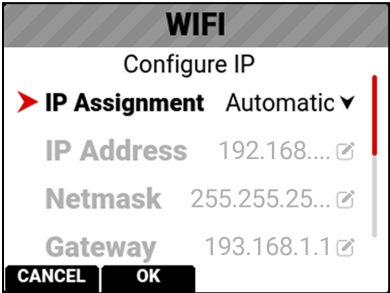 WIFI
Configure IP
IP Assignment Automatic
IP Address 192.168....
Netmask 255.255.25...
Gateway 193.168.1.1
CANCEL OK